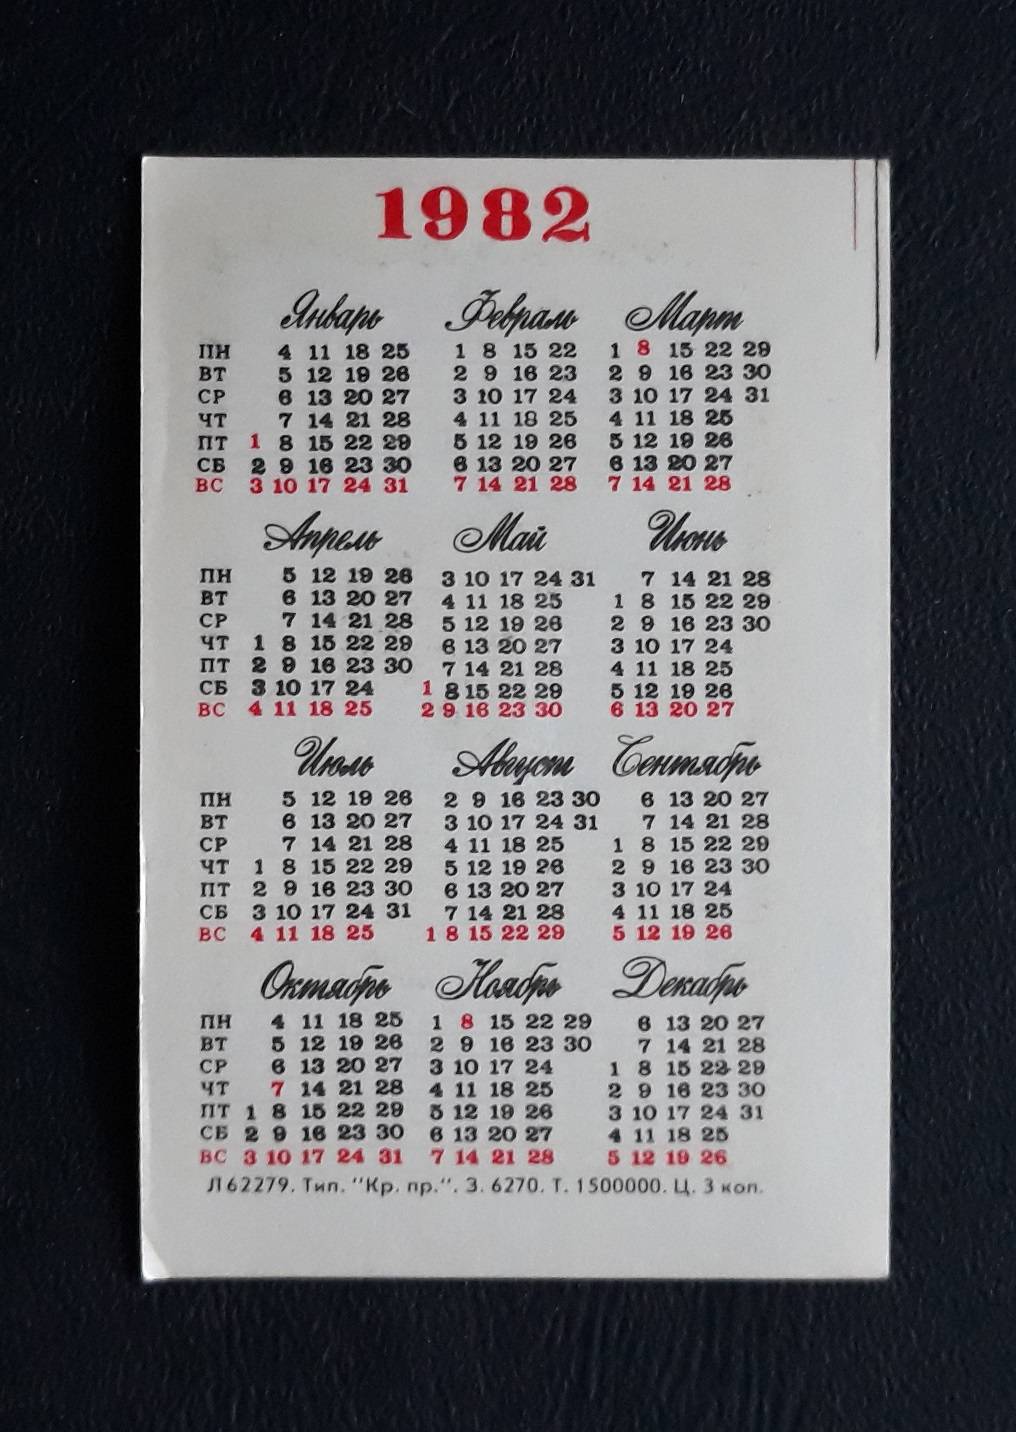 1982
Январь Февраль Март
ПН 4 11 18 25 1 8 15 22 1 8 15 22 29
ВТ 5 12 19 26 2 9 16 23 2 9 16 23 30
СР 6 13 20 27 3 10 17 24 3 10 17 24 31
ЧТ 7 14 21 28 4 11 18 25 4 11 18 25
ПТ 1 8 15 22 29 5 12 19 26 5 12 19 26
СБ 2 9 16 23 30 6 13 20 27 6 13 20 27
ВС 3 10 17 24 31 7 14 21 28 7 14 21 28
Апрель Май Июнь
ПН 5 12 19 26 3 10 17 24 31 7 14 21 28
ВТ 6 13 20 27 4 11 18 25 1 8 15 22 29
СР 7 14 21 28 5 12 19 26 2 9 16 23 30
ЧТ 1 8 15 22 29 6 13 20 27 3 10 17 24
ПТ 2 9 16 23 30 7 14 21 28 4 11 18 25
СБ 3 10 17 24 1 8 15 22 29 5 12 19 26
ВС 4 11 18 25 2 9 16 23 30 6 13 20 27
Июль Август Сентябрь
ПН 5 12 19 26 2 9 16 23 30 6 13 20 27
ВТ 6 13 20 27 3 10 17 24 31 7 14 21 28
СР 7 14 21 28 4 11 18 25 1 8 15 22 29
ЧТ 1 8 15 22 29 5 12 19 26 2 9 16 23 30
ПТ 2 9 16 23 30 6 13 20 27 3 10 17 24
СБ 3 10 17 24 31 7 14 21 28 4 11 18 25
ВС 4 11 18 25 1 8 15 22 29 5 12 19 26
Октябрь Ноябрь Декабрь
ПН 4 11 18 25 1 8 15 22 29 6 13 20 27
ВТ 5 12 19 26 2 9 16 23 30 7 14 21 28
СР 6 13 20 27 3 10 17 24 1 8 15 22 29
ЧТ 7 14 21 28 4 11 18 25 2 9 16 23 30
ПТ 1 8 15 22 29 5 12 19 26 3 10 17 24 31
СБ 2 9 16 23 30 6 13 20 27 4 11 18 25
ВС 3 10 17 24 31 7 14 21 28 5 12 19 26
Л 62279. Тип. "Кр. пр.". З. 6270. Т. 1500000. Ц. 3 коп.